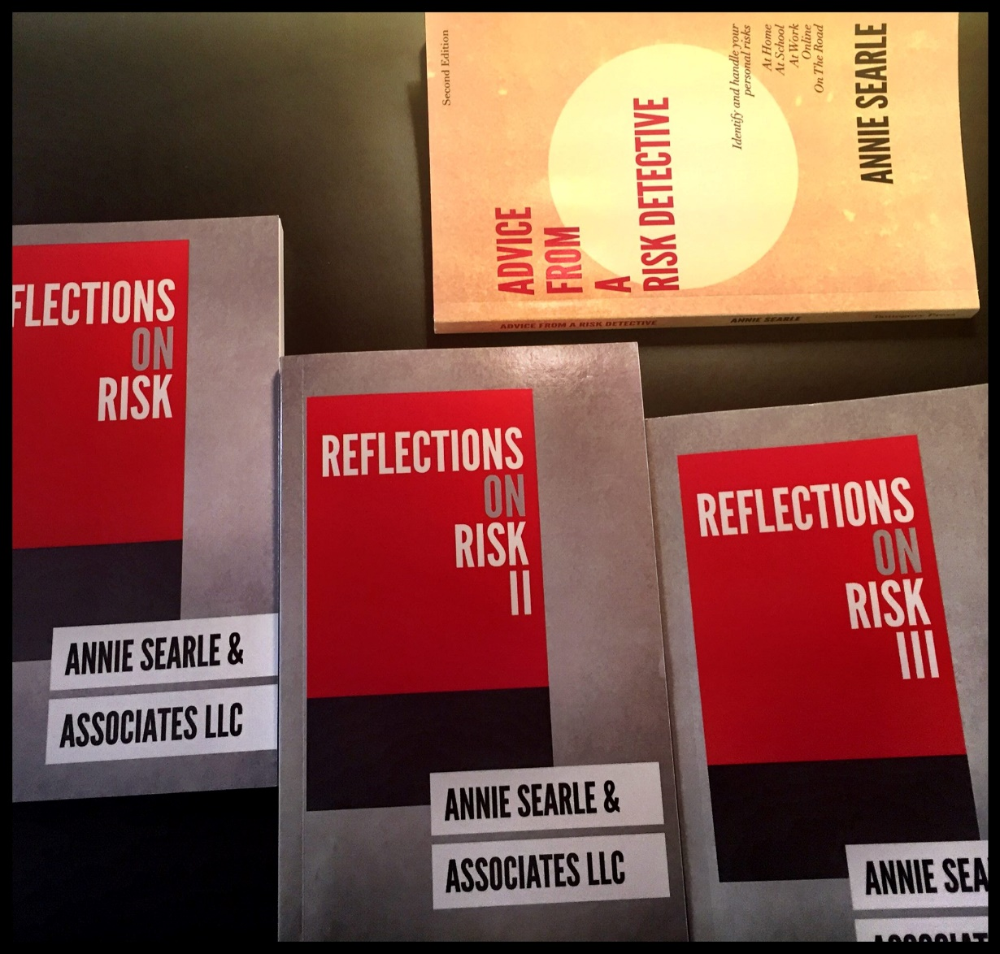 Second Edition
ADVICE
FROM
A
RISK DETECTIVE
Identify and handle your
personal risks
At Home
At School
At Work
Online
On The Road
ANNIE SEARLE
ADVICE FROM A RISK DETECTIVE
ANNIE SEARLE
FLECTIONS
ON
RISK
ANNIE SEARLE &
ASSOCIATES LLC
REFLECTIONS
ON
RISK
II
ANNIE SEARLE &
ASSOCIATES LLC
REFLECTIONS
ON
RISK
III
ANNIE SEA
ASSOCIAT